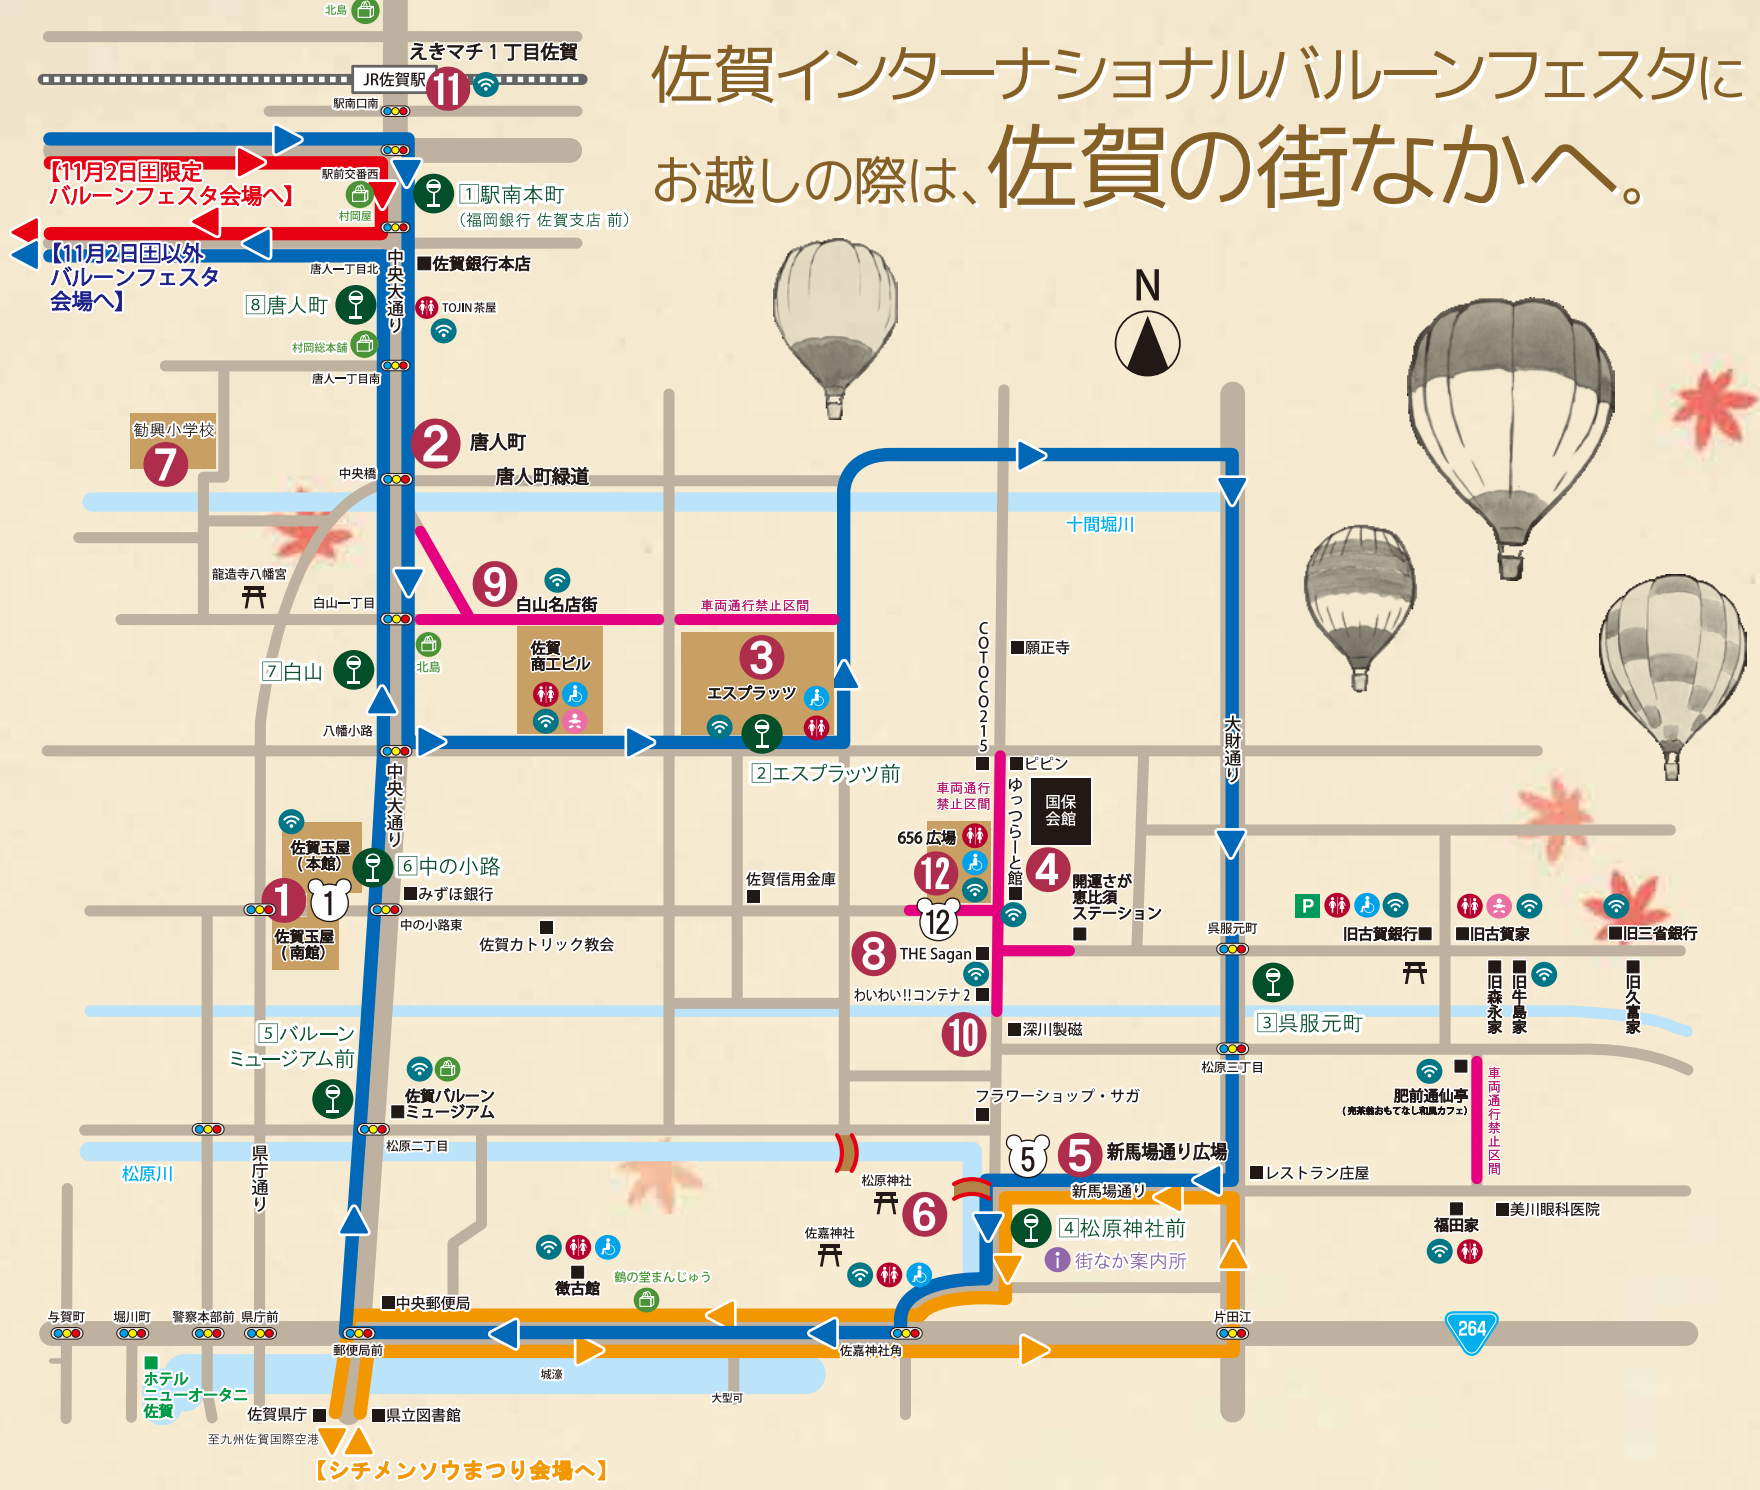 佐賀インターナショナルバルーンフェスタに
お越しの際は、佐賀の街なかへ。
北島
えきマチ1丁目佐賀
JR佐賀駅
11
駅南口南
【11月2日土限定
バルーンフェスタ会場へ】
駅前交番西
村岡屋
1駅南本町
(福岡銀行 佐賀支店 前)
【11月2日土以外
バルーンフェスタ
会場へ】
唐人一丁目北
中央大通り
佐賀銀行本店
8唐人町
TOJIN茶屋
村岡総本舗
唐人一丁目南
N
勧興小学校
7
2
唐人町
中央橋
唐人町緑道
十間堀川
龍造寺八幡宮
白山一丁目
9
白山名店街
車両通行禁止区間
北島
佐賀
商工ビル
3
エスプラッツ
7白山
八幡小路
2エスプラッツ前
COTOCO215
願正寺
大財通り
中央大通り
ピピン
車両通行
禁止区間
ゆっつらーと館
国保
会館
656広場
12
12
4
開運さが
恵比須
ステーション
佐賀玉屋
(本館)
1
1
佐賀玉屋
(南館)
6中の小路
みずほ銀行
中の小路東
佐賀カトリック教会
佐賀信用金庫
8
THE Sagan
わいわい!!コンテナ2
10
深川製磁
呉服元町
P
旧古賀銀行
旧古賀家
旧三省銀行
3呉服元町
旧森永家
旧牛島家
旧久富家
5バルーン
ミュージアム前
佐賀バルーン
ミュージアム
松原二丁目
松原三丁目
フラワーショップ・サガ
肥前通仙亭
(売茶翁おもてなし和風カフェ)
車両通行禁止区間
松原川
県庁通り
5
5
新馬場通り広場
新馬場通り
レストラン庄屋
松原神社
6
佐嘉神社
4松原神社前
i
街なか案内所
福田家
美川眼科医院
徴古館
鶴の堂まんじゅう
中央郵便局
与賀町
堀川町
警察本部前
県庁前
郵便局前
佐嘉神社角
片田江
264
城濠
大型可
ホテル
ニューオータニ
佐賀
佐賀県庁
県立図書館
至九州佐賀国際空港
【シチメンソウまつり会場へ】